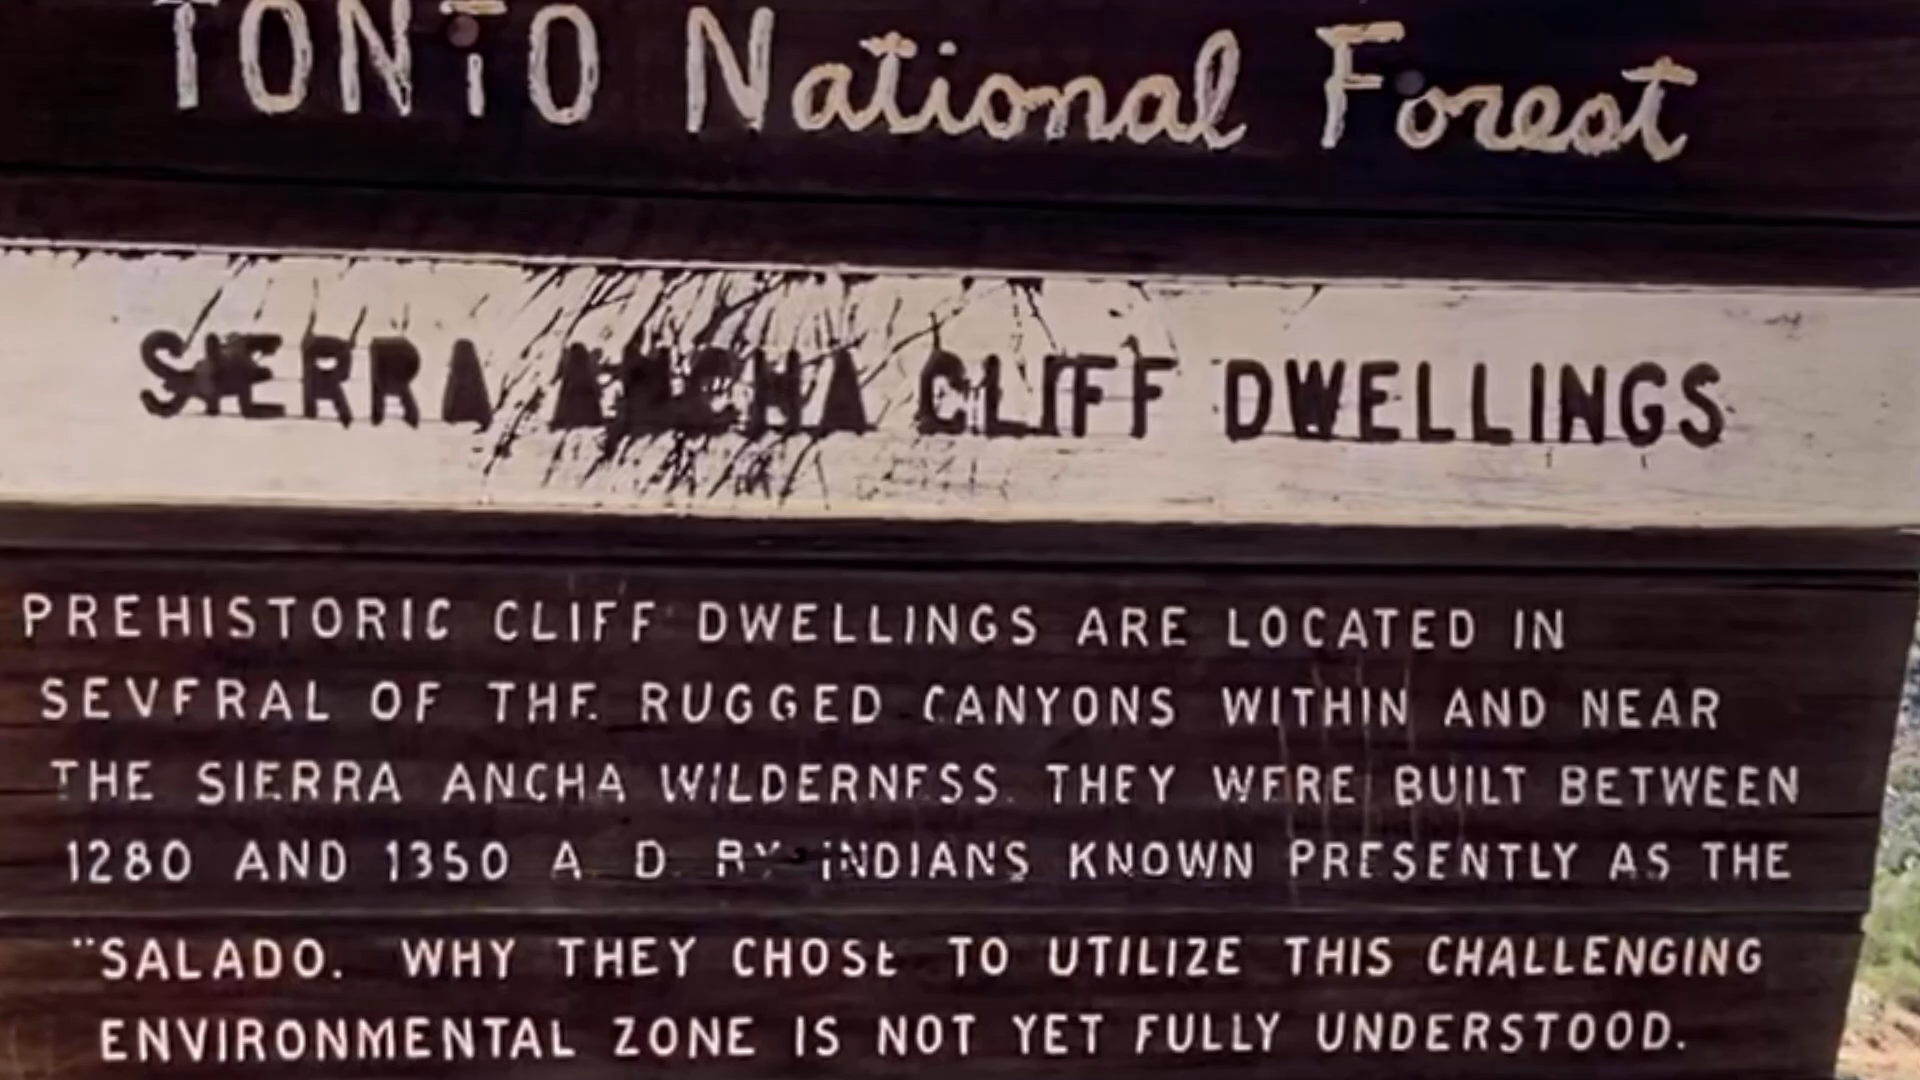 TONTO National Forest
SIERRA ANCHA CLIFF DWELLINGS
PREHISTORIC CLIFF DWELLINGS ARE LOCATED IN
SEVERAL OF THE RUGGED CANYONS WITHIN AND NEAR
THE SIERRA ANCHA WILDERNESS. THEY WERE BUILT BETWEEN
1280 AND 1350 A. D. BY INDIANS KNOWN PRESENTLY AS THE
"SALADO. WHY THEY CHOSE TO UTILIZE THIS CHALLENGING
ENVIRONMENTAL ZONE IS NOT YET FULLY UNDERSTOOD.